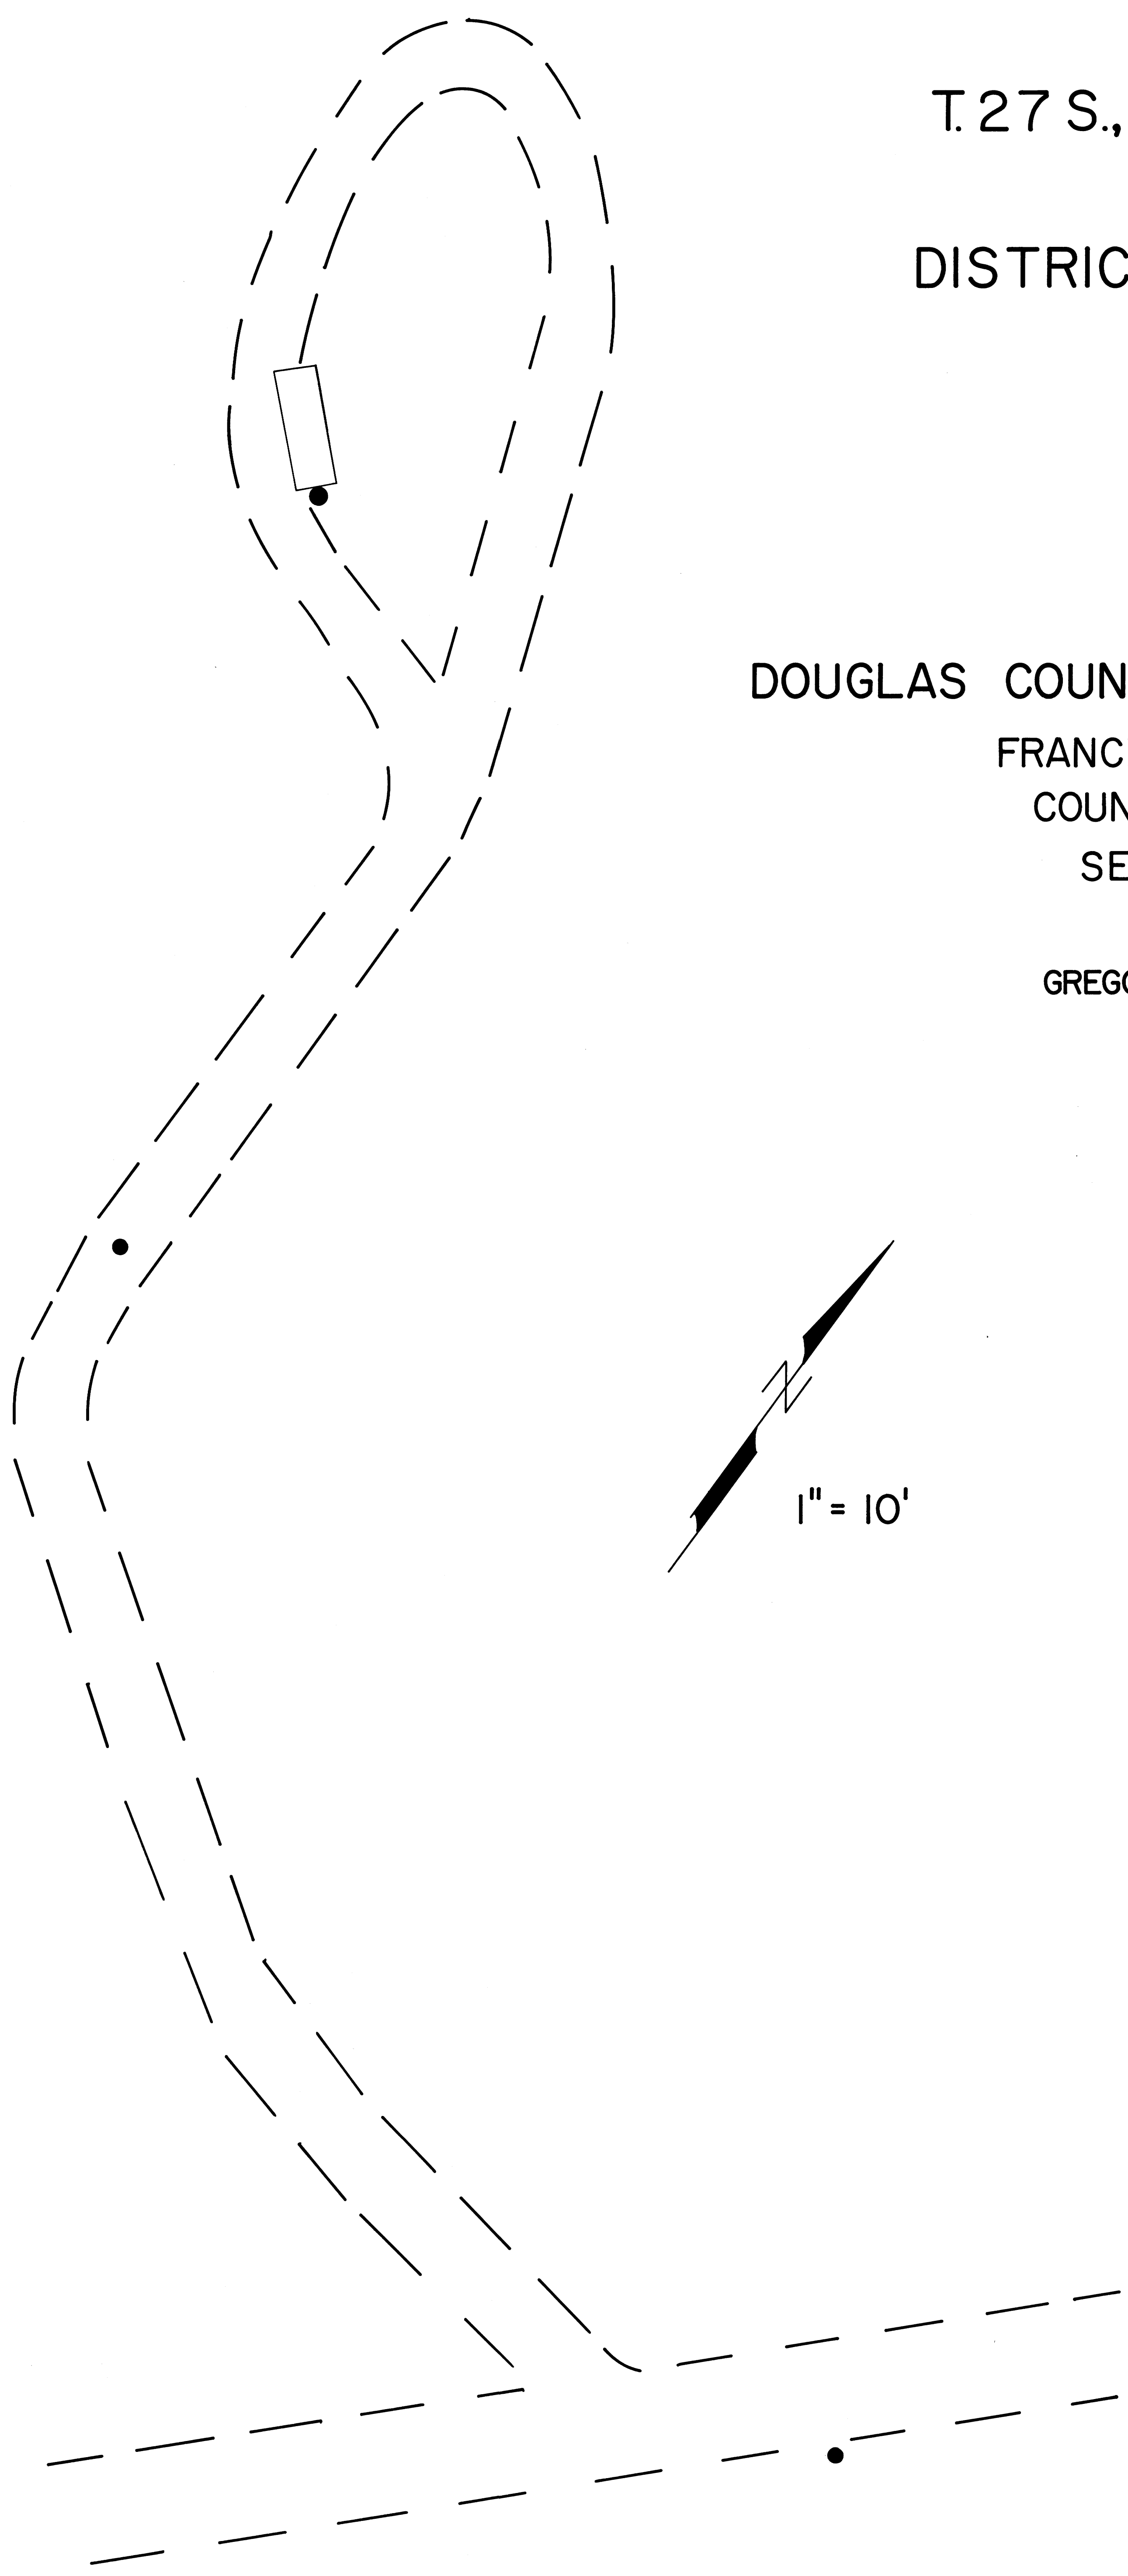 T. 27 S.,
DISTRIC
DOUGLAS COUN
FRANC
COUN
SE
GREGO
N
1" = 10'